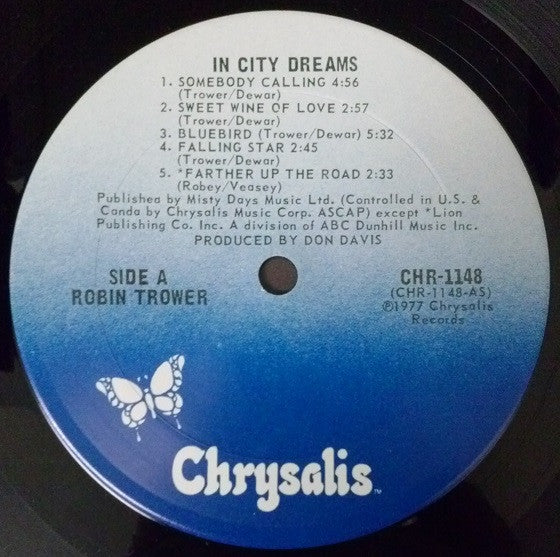 IN CITY DREAMS
1. SOMEBODY CALLING 4:56
(Trower/Dewar)
2. SWEET WINE OF LOVE 2:57
(Trower/Dewar)
3. BLUEBIRD (Trower/Dewar) 5:32
4. FALLING STAR 2:45
(Trower/Dewar)
5. *FARTHER UP THE ROAD 2:33
(Robey/Veasey)
Published by Misty Days Music Ltd. (Controlled in U.S. &
Canda by Chrysalis Music Corp. ASCAP) except *Lion
Publishing Co. Inc. A division of ABC Dunhill Music Inc.
PRODUCED BY DON DAVIS
SIDE A
ROBIN TROWER
CHR-1148
(CHR-1148-AS)
℗1977 Chrysalis
Records
Chrysalis™